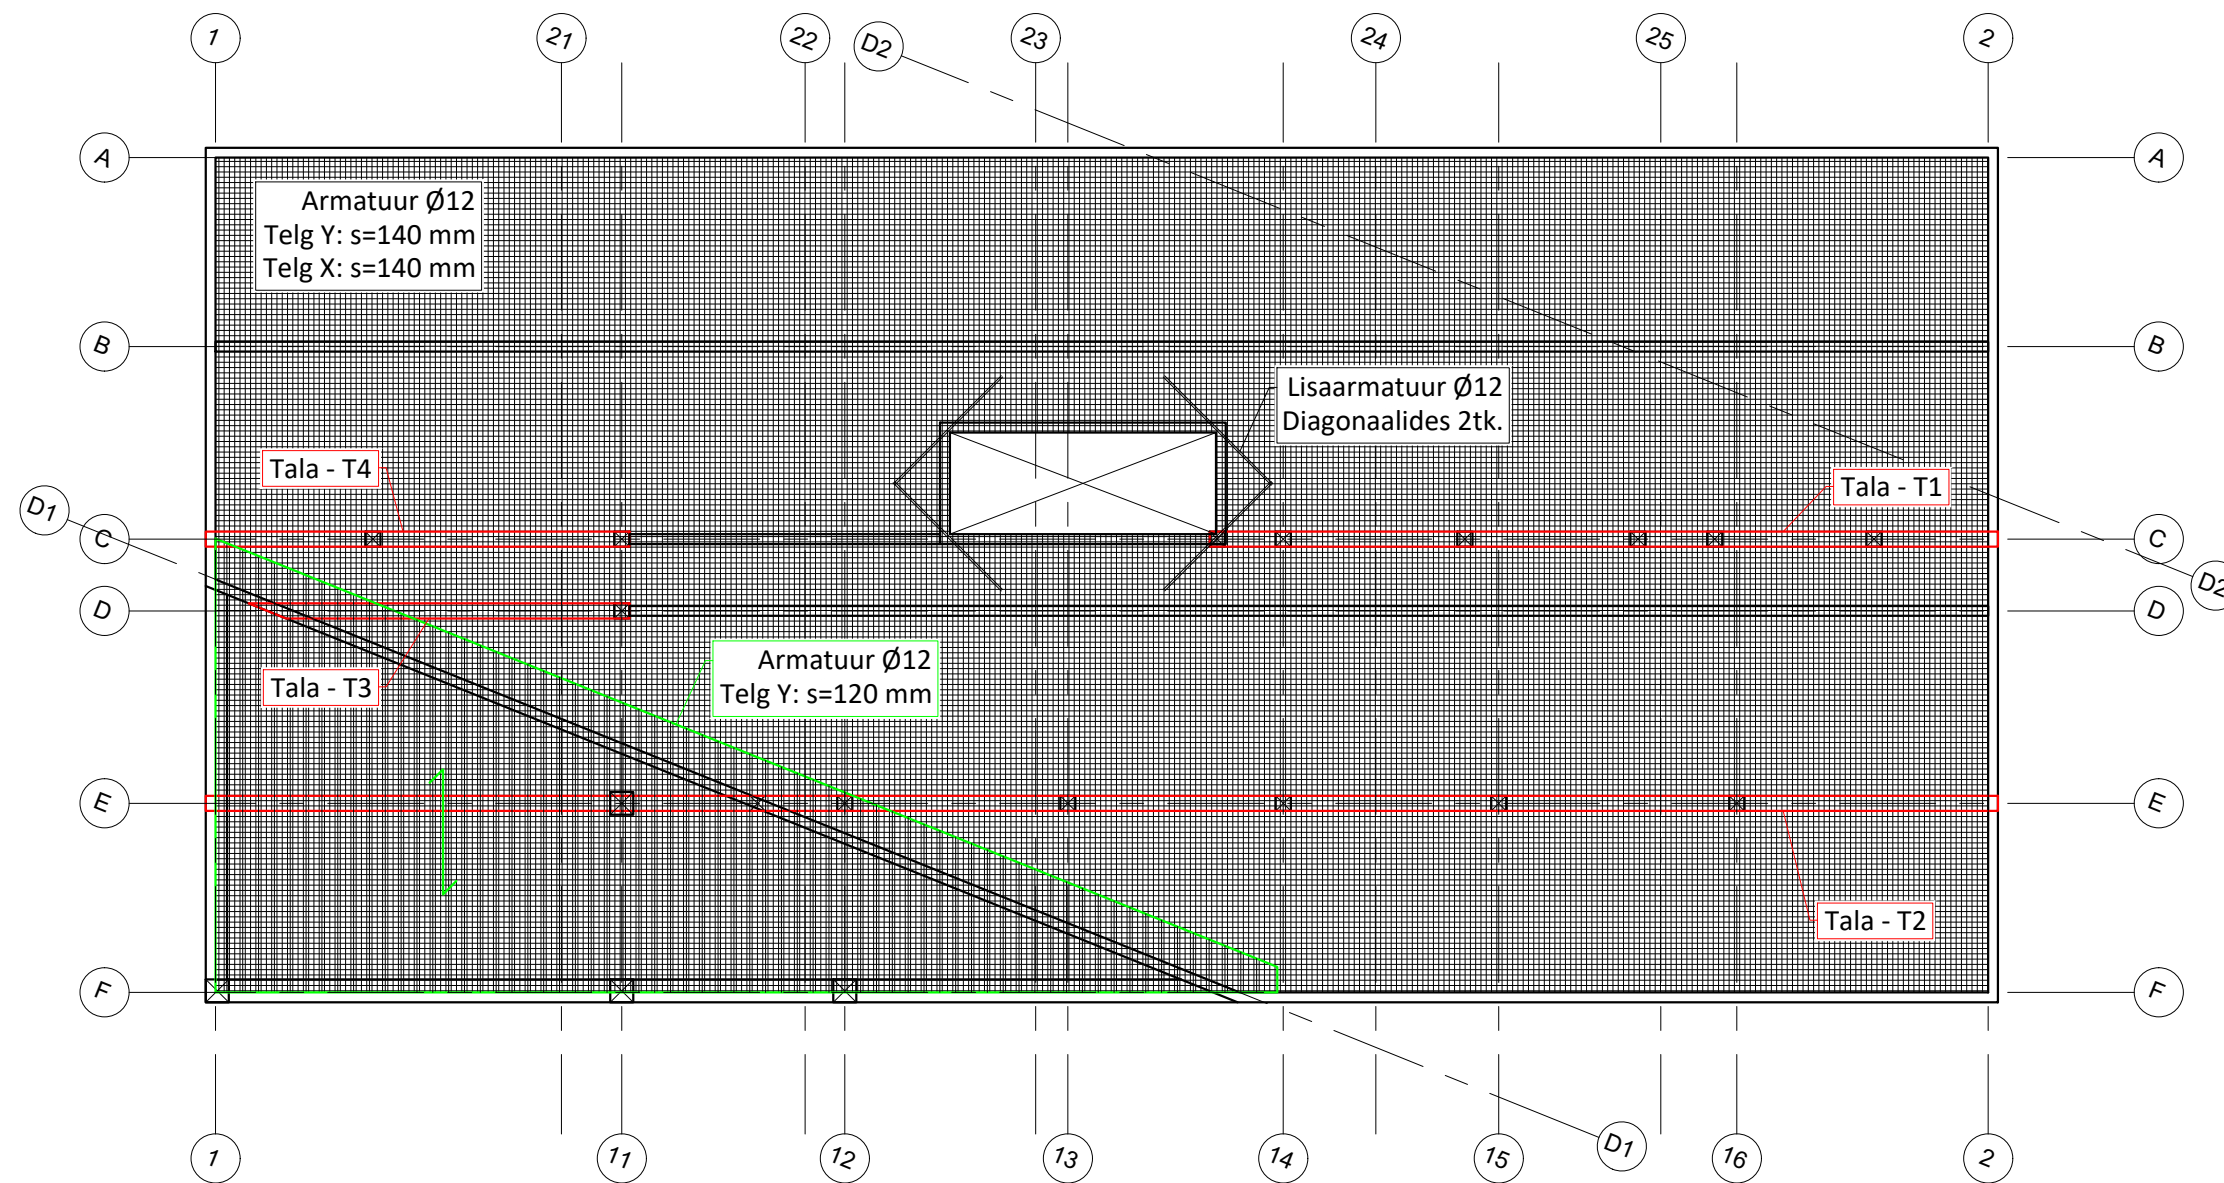 1
21
22
D2
23
24
25
2
A
A
Armatuur Ø12
Telg Y: s=140 mm
Telg X: s=140 mm
B
B
Lisaarmatuur Ø12
Diagonaalides 2tk.
Tala - T4
Tala - T1
D1
C
C
D2
D
D
Armatuur Ø12
Telg Y: s=120 mm
Tala - T3
E
E
Tala - T2
F
F
1
11
12
13
14
15
D1
16
2